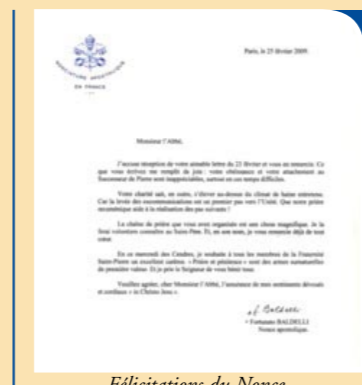 NONCIATURE APOSTOLIQUE
EN FRANCE
Paris, le 25 février 2009.
Monsieur l'Abbé,
J'accuse réception de votre aimable lettre du 22 février et vous en remercie. Ce
que vous écrivez me remplit de joie : votre obéissance et votre attachement au
Successeur de Pierre sont inappréciables, surtout en ces temps difficiles.
Votre charité sait, en outre, s'élever au-dessus du climat de haine entretenu.
Car la levée des excommunications est un premier pas vers l'Unité. Que notre prière
œcuménique aide à la réalisation des pas suivants !
La chaîne de prière que vous avez organisée est une chose magnifique. Je la
ferai volontiers connaître au Saint-Père. Et, en son nom, je vous remercie déjà de tout
cœur.
En ce mercredi des Cendres, je souhaite à tous les membres de la Fraternité
Saint-Pierre un excellent carême. « Prière et pénitence » sont des armes surnaturelles
de première valeur. Et je prie le Seigneur de vous bénir tous.
Veuillez agréer, cher Monsieur l'Abbé, l'assurance de mes sentiments dévoués
et cordiaux « in Christo Jesu ».
+ Fortunato BALDELLI
Nonce apostolique.
Félicitations du Nonce